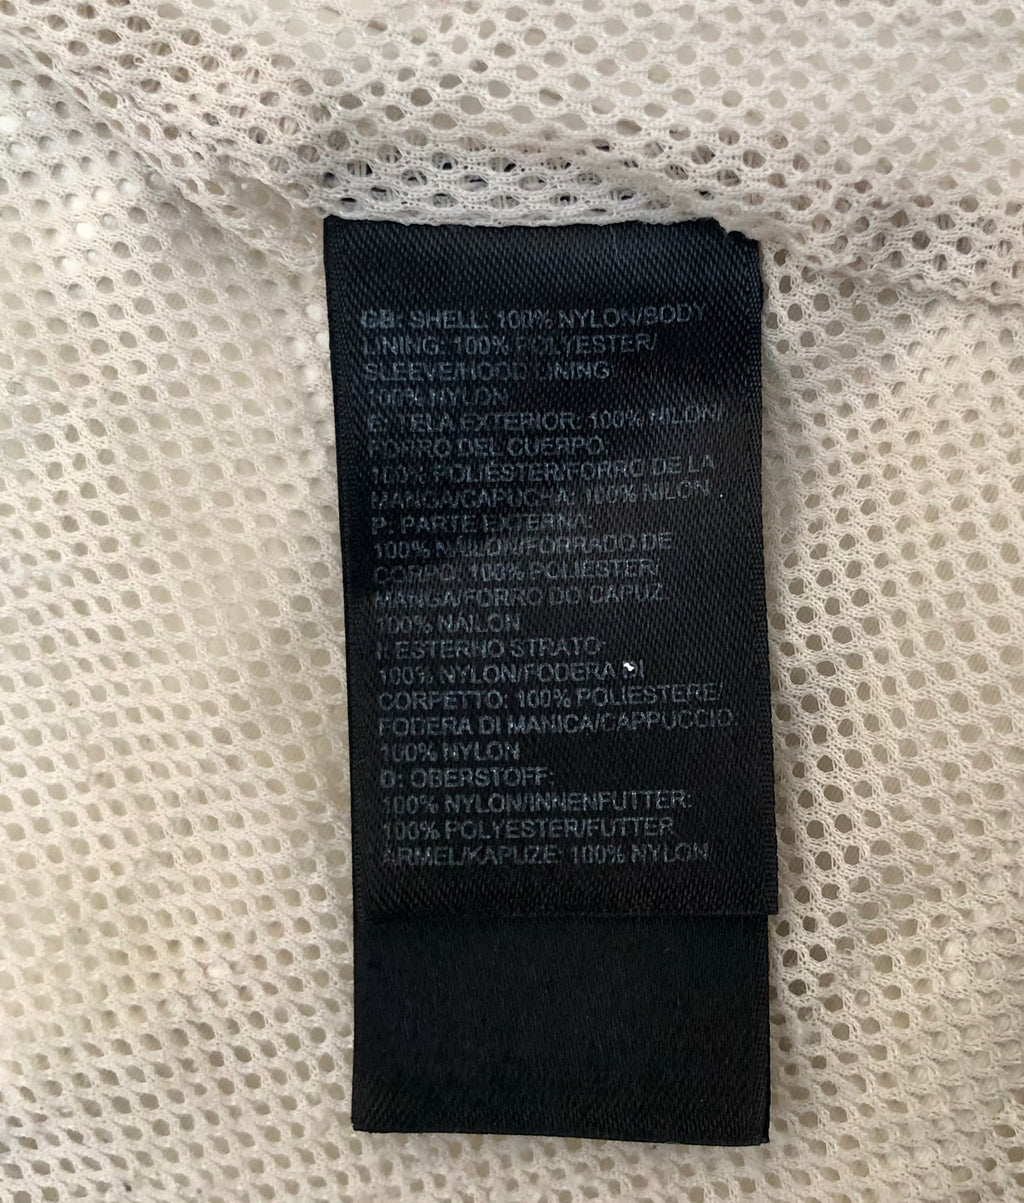 GB: SHELL: 100% NYLON/BODY
LINING: 100% POLYESTER/
SLEEVE/HOOD LINING
100% NYLON
E: TELA EXTERIOR: 100% NILON/
FORRO DEL CUERPO
100% POLIESTER/FORRO DE LA
MANGA/CAPUCHA: 100% NILON
P: PARTE EXTERNA:
100% NAILON/FORRADO DE
CORPO: 100% POLIESTER/
MANGA/FORRO DO CAPUZ
100% NAILON
I: ESTERNO STRATO:
100% NYLON/FODERA DI
CORPETTO: 100% POLIESTERE/
FODERA DI MANICA/CAPPUCCIO
100% NYLON
D: OBERSTOFF:
100% NYLON/INNENFUTTER:
100% POLYESTER/FUTTER
ARMEL/KAPUZE: 100% NYLON